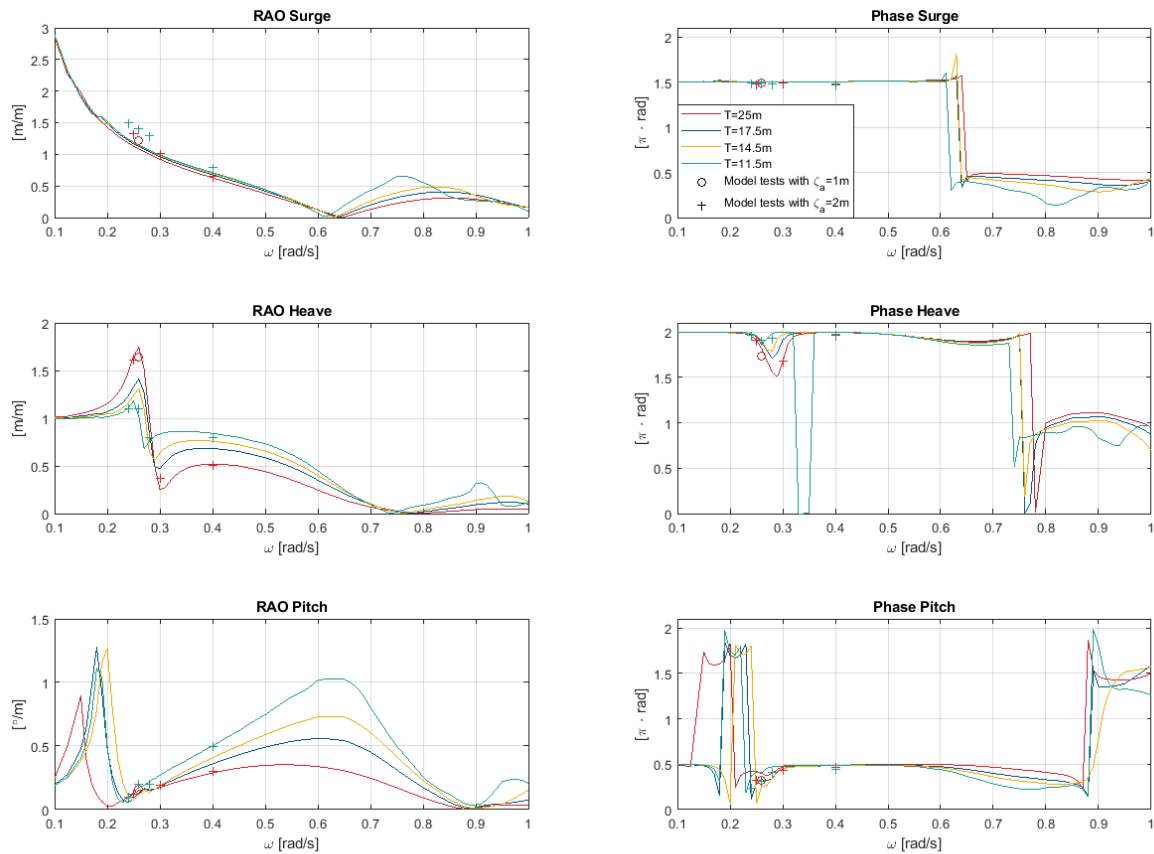 RAO Surge
3
2.5
2
1.5
1
0.5
0
[m/m]
0.1 0.2 0.3 0.4 0.5 0.6 0.7 0.8 0.9 1
ω [rad/s]
Phase Surge
2
1.5
1
0.5
0
[π · rad]
T=25m
T=17.5m
T=14.5m
T=11.5m
Model tests with ζa=1m
Model tests with ζa=2m
0.1 0.2 0.3 0.4 0.5 0.6 0.7 0.8 0.9 1
ω [rad/s]
RAO Heave
2
1.5
1
0.5
0
[m/m]
0.1 0.2 0.3 0.4 0.5 0.6 0.7 0.8 0.9 1
ω [rad/s]
Phase Heave
2
1.5
1
0.5
0
[π · rad]
0.1 0.2 0.3 0.4 0.5 0.6 0.7 0.8 0.9 1
ω [rad/s]
RAO Pitch
1.5
1
0.5
0
[°/m]
0.1 0.2 0.3 0.4 0.5 0.6 0.7 0.8 0.9 1
ω [rad/s]
Phase Pitch
2
1.5
1
0.5
0
[π · rad]
0.1 0.2 0.3 0.4 0.5 0.6 0.7 0.8 0.9 1
ω [rad/s]